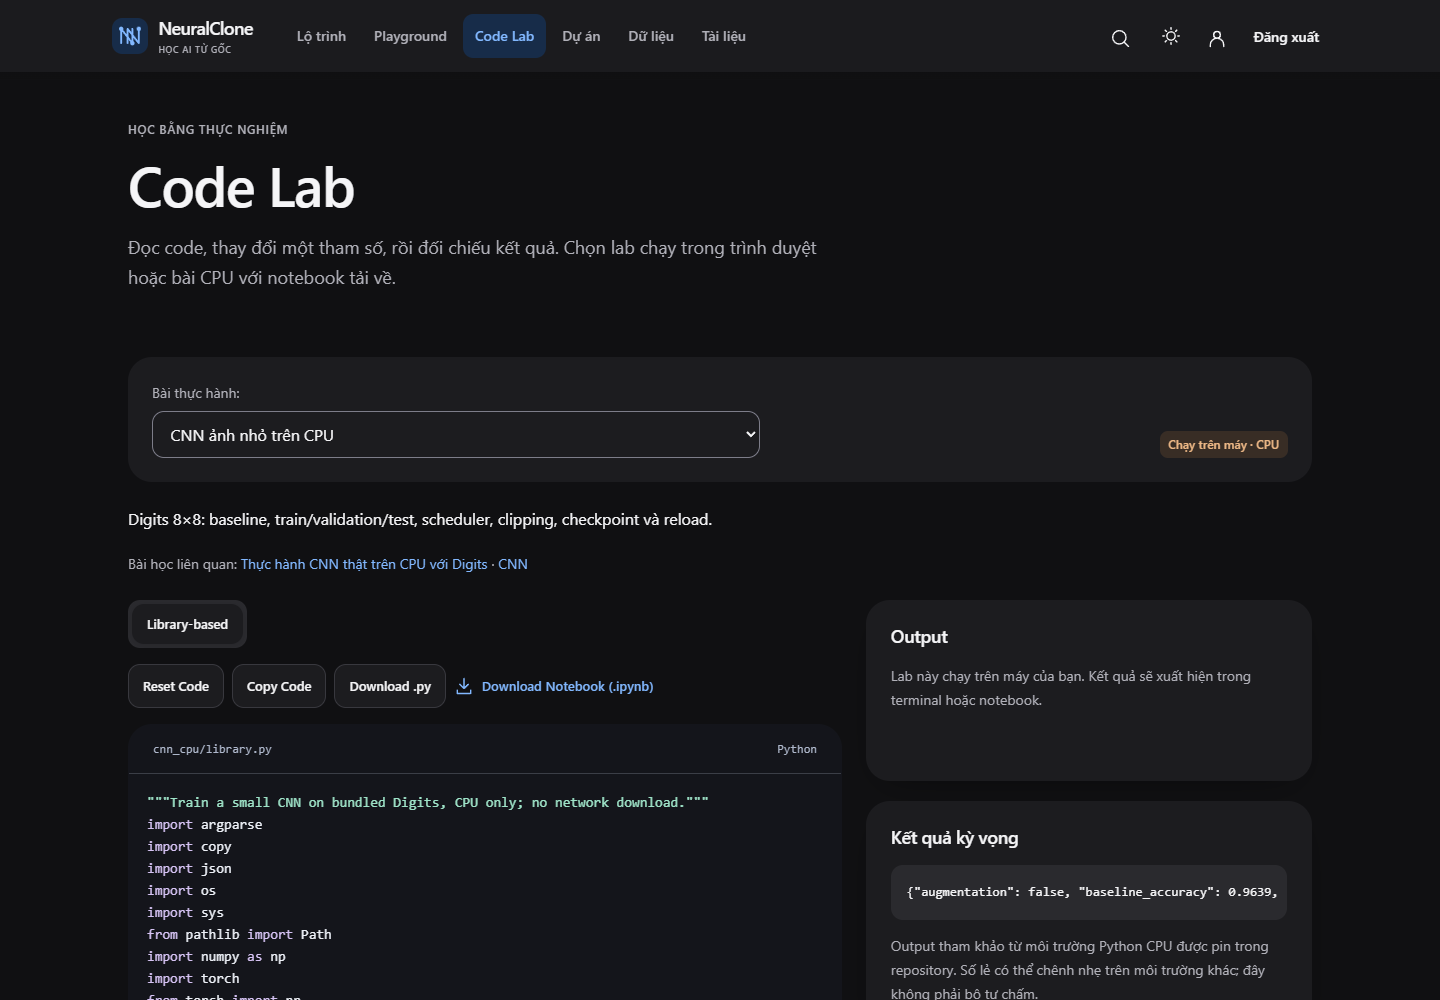 NeuralClone
HỌC AI TỪ GỐC
Lộ trình
Playground
Code Lab
Dự án
Dữ liệu
Tài liệu
Đăng xuất
HỌC BẰNG THỰC NGHIỆM
Code Lab
Đọc code, thay đổi một tham số, rồi đối chiếu kết quả. Chọn lab chạy trong trình duyệt
hoặc bài CPU với notebook tải về.
Bài thực hành:
CNN ảnh nhỏ trên CPU
Chạy trên máy · CPU
Digits 8×8: baseline, train/validation/test, scheduler, clipping, checkpoint và reload.
Bài học liên quan: Thực hành CNN thật trên CPU với Digits · CNN
Library-based
Reset Code
Copy Code
Download .py
Download Notebook (.ipynb)
cnn_cpu/library.py
Python
"""Train a small CNN on bundled Digits, CPU only; no network download."""
import argparse
import copy
import json
import os
import sys
from pathlib import Path
import numpy as np
import torch
from torch import nn
Output
Lab này chạy trên máy của bạn. Kết quả sẽ xuất hiện trong
terminal hoặc notebook.
Kết quả kỳ vọng
{"augmentation": false, "baseline_accuracy": 0.9639,
Output tham khảo từ môi trường Python CPU được pin trong
repository. Số lẻ có thể chênh nhẹ trên môi trường khác; đây
không phải bộ tự chấm.